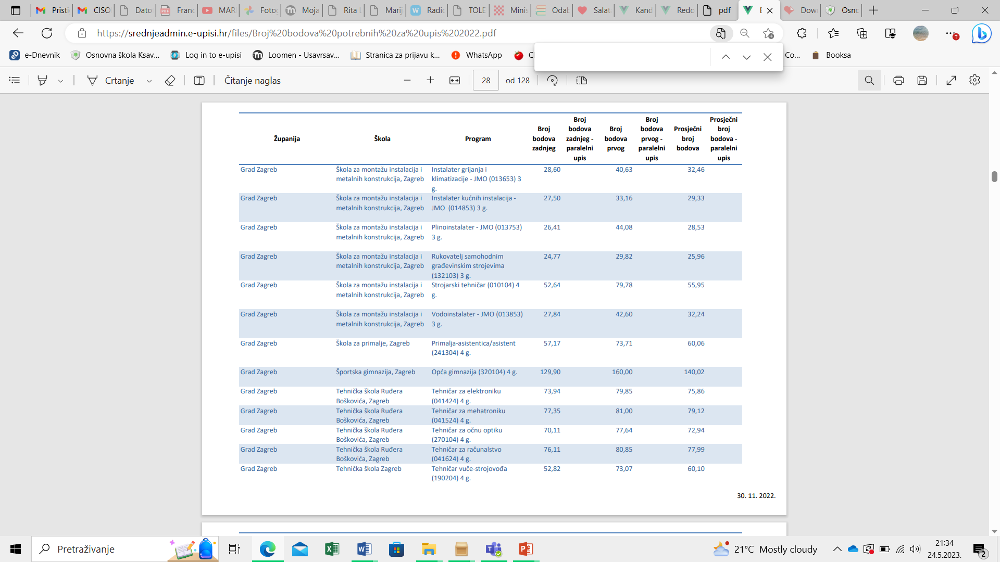 Pristi
CISO
Dato
Franc
MAR
Fotoc
Moja
Rita L
Marij
Radio
TOLE
Minis
Odab
Salat
Kand
Redo
pdf
Dow
Osno
https://srednjeadmin.e-upisi.hr/files/Broj%20bodova%20potrebnih%20za%20upis%202022.pdf
e-Dnevnik
Osnovna škola Ksav...
Log in to e-upisi
Loomen - Usavrsav...
Stranica za prijavu k...
WhatsApp
Co...
Booksa
Crtanje
Čitanje naglas
28
od 128
Županija
Škola
Program
Broj
bodova
zadnjeg
Broj
bodova
zadnjeg -
paralelni
upis
Broj
bodova
prvog
Broj
bodova
prvog -
paralelni
upis
Prosječni
broj
bodova
Prosječni
broj
bodova -
paralelni
upis
Grad Zagreb Škola za montažu instalacija i Instalater grijanja i 28,60 40,63 32,46
metalnih konstrukcija, Zagreb klimatizacije - JMO (013653) 3
g.
Grad Zagreb Škola za montažu instalacija i Instalater kućnih instalacija - 27,50 33,16 29,33
metalnih konstrukcija, Zagreb JMO (014853) 3 g.
Grad Zagreb Škola za montažu instalacija i Plinoinstalater - JMO (013753) 26,41 44,08 28,53
metalnih konstrukcija, Zagreb 3 g.
Grad Zagreb Škola za montažu instalacija i Rukovatelj samohodnim 24,77 29,82 25,96
metalnih konstrukcija, Zagreb građevinskim strojevima
(132103) 3 g.
Grad Zagreb Škola za montažu instalacija i Strojarski tehničar (010104) 4 52,64 79,78 55,95
metalnih konstrukcija, Zagreb g.
Grad Zagreb Škola za montažu instalacija i Vodoinstalater - JMO (013853) 27,84 42,60 32,24
metalnih konstrukcija, Zagreb 3 g.
Grad Zagreb Škola za primalje, Zagreb Primalja-asistentica/asistent 57,17 73,71 60,06
(241304) 4 g.
Grad Zagreb Športska gimnazija, Zagreb Opća gimnazija (320104) 4 g. 129,90 160,00 140,02
Grad Zagreb Tehnička škola Ruđera Tehničar za elektroniku 73,94 79,85 75,86
Boškovića, Zagreb (041424) 4 g.
Grad Zagreb Tehnička škola Ruđera Tehničar za mehatroniku 77,35 81,00 79,12
Boškovića, Zagreb (041524) 4 g.
Grad Zagreb Tehnička škola Ruđera Tehničar za očnu optiku 70,11 77,64 72,94
Boškovića, Zagreb (270104) 4 g.
Grad Zagreb Tehnička škola Ruđera Tehničar za računalstvo 76,11 80,85 77,99
Boškovića, Zagreb (041624) 4 g.
Grad Zagreb Tehnička škola Zagreb Tehničar vuče-strojovođa 52,82 73,07 60,10
(190204) 4 g.
30. 11. 2022.
Pretraživanje
21°C Mostly cloudy
21:34
24.5.2023.
2